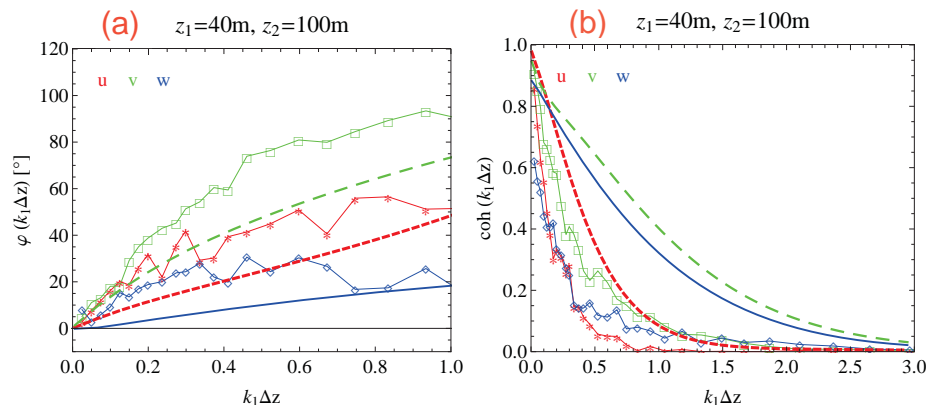 (a)
z₁=40m, z₂=100m
u v w
φ (k₁Δz) [°]
120
100
80
60
40
20
0
0.0 0.2 0.4 0.6 0.8 1.0
k₁Δz
(b)
z₁=40m, z₂=100m
u v w
coh (k₁Δz)
1.0
0.8
0.6
0.4
0.2
0.0
0.0 0.5 1.0 1.5 2.0 2.5 3.0
k₁Δz